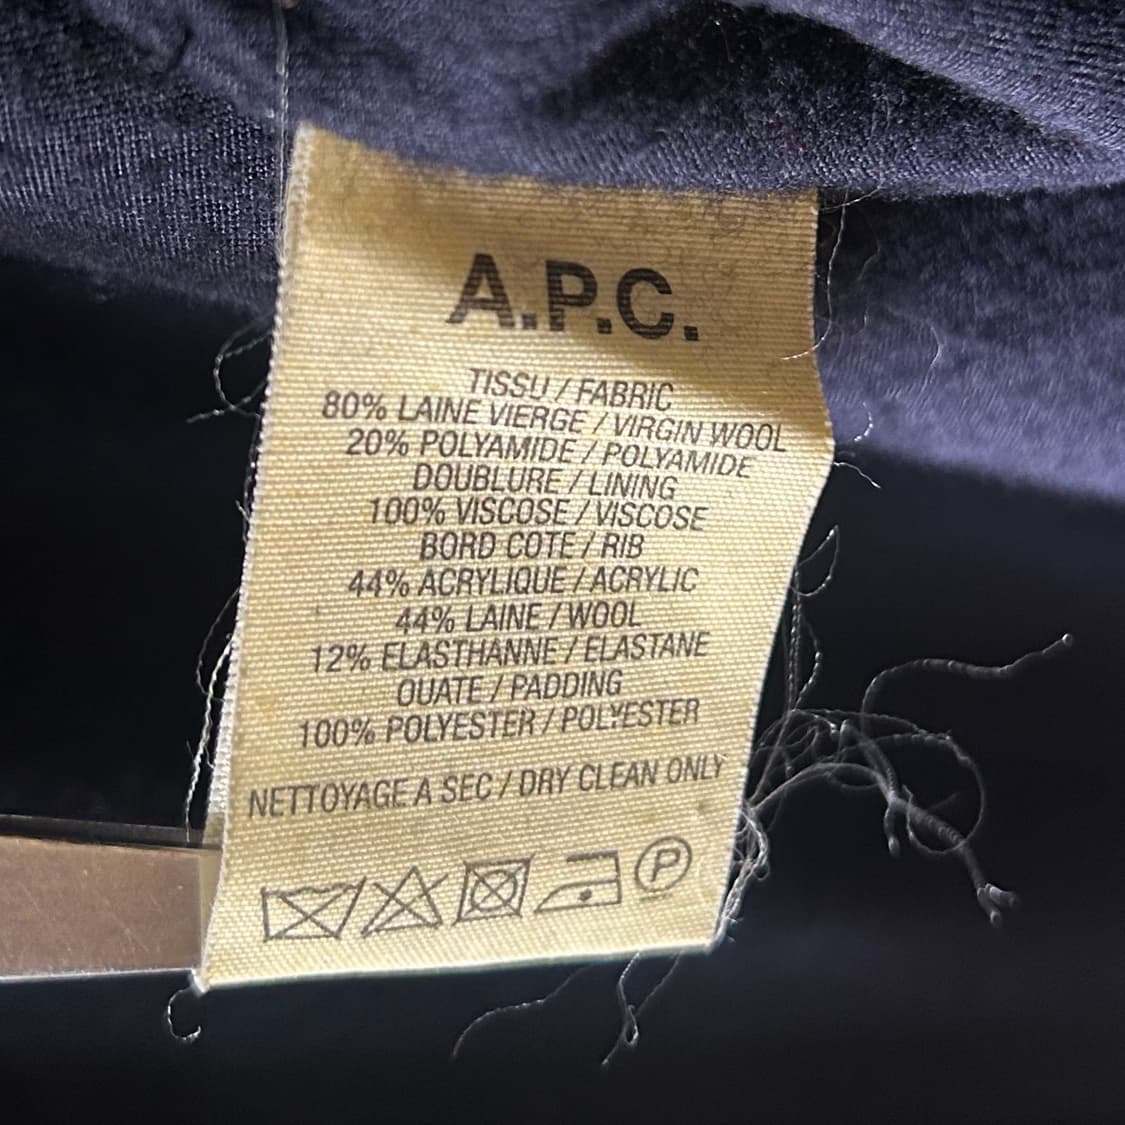 A.P.C.
TISSU / FABRIC
80% LAINE VIERGE / VIRGIN WOOL
20% POLYAMIDE / POLYAMIDE
DOUBLURE / LINING
100% VISCOSE / VISCOSE
BORD COTE / RIB
44% ACRYLIQUE / ACRYLIC
44% LAINE / WOOL
12% ELASTHANNE / ELASTANE
OUATE / PADDING
100% POLYESTER / POLYESTER
NETTOYAGE A SEC / DRY CLEAN ONLY
P